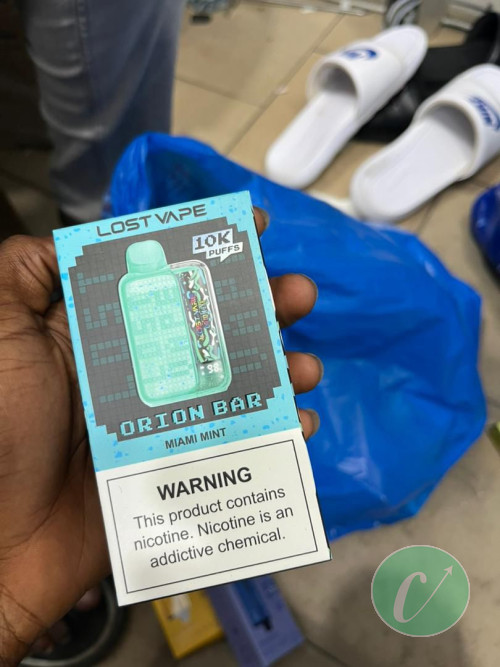 LOST VAPE
10K
PUFFS
ORION BAR
MIAMI MINT
WARNING
This product contains
nicotine. Nicotine is an
addictive chemical.